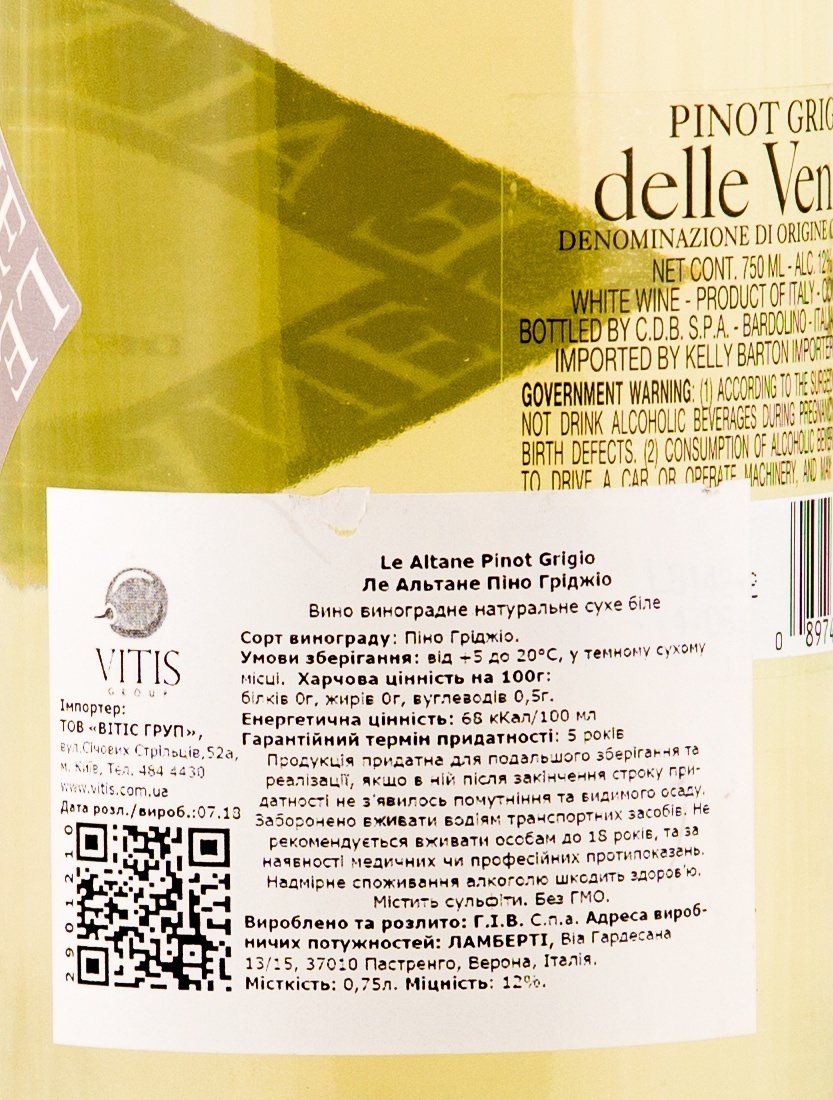 PINOT GRIG
delle Ven
DENOMINAZIONE DI ORIGINE
NET CONT. 750 ML - ALC. 12%
WHITE WINE - PRODUCT OF ITALY -
BOTTLED BY C.D.B. S.P.A. - BARDOLINO - ITALIA
IMPORTED BY KELLY BARTON IMPORTER
GOVERNMENT WARNING: (1) ACCORDING TO THE SURGE
NOT DRINK ALCOHOLIC BEVERAGES DURING PREGNAN
BIRTH DEFECTS. (2) CONSUMPTION OF ALCOHOLIC BEVE
TO DRIVE A CAR OR OPERATE MACHINERY, AND MAY
LE
0 8974
Le Altane Pinot Grigio
Ле Альтане Піно Гріджіо
Вино виноградне натуральне сухе біле
Сорт винограду: Піно Гріджіо.
Умови зберігання: від +5 до 20°С, у темному сухому
місці. Харчова цінність на 100г:
білків 0г, жирів 0г, вуглеводів 0,5г.
Енергетична цінність: 68 кКал/100 мл
Гарантійний термін придатності: 5 років
Продукція придатна для подальшого зберігання та
реалізації, якщо в ній після закінчення строку при-
датності не з'явилось помутніння та видимого осаду.
Заборонено вживати водіям транспортних засобів. Не
рекомендується вживати особам до 18 років, та за
наявності медичних чи професійних протипоказань.
Надмірне споживання алкоголю шкодить здоров'ю.
Містить сульфіти. Без ГМО.
Вироблено та розлито: Г.І.В. С.п.а. Адреса вироб-
ничих потужностей: ЛАМБЕРТІ, Віа Гардесана
13/15, 37010 Пастренго, Верона, Італія.
Місткість: 0,75л. Міцність: 12%.
VITIS
GROUP
Імпортер:
ТОВ «ВІТІС ГРУП»,
вул.Січових Стрільців,52а,
м. Київ, Тел. 484 4430
www.vitis.com.ua
Дата розл./вироб.:07.18
29012210